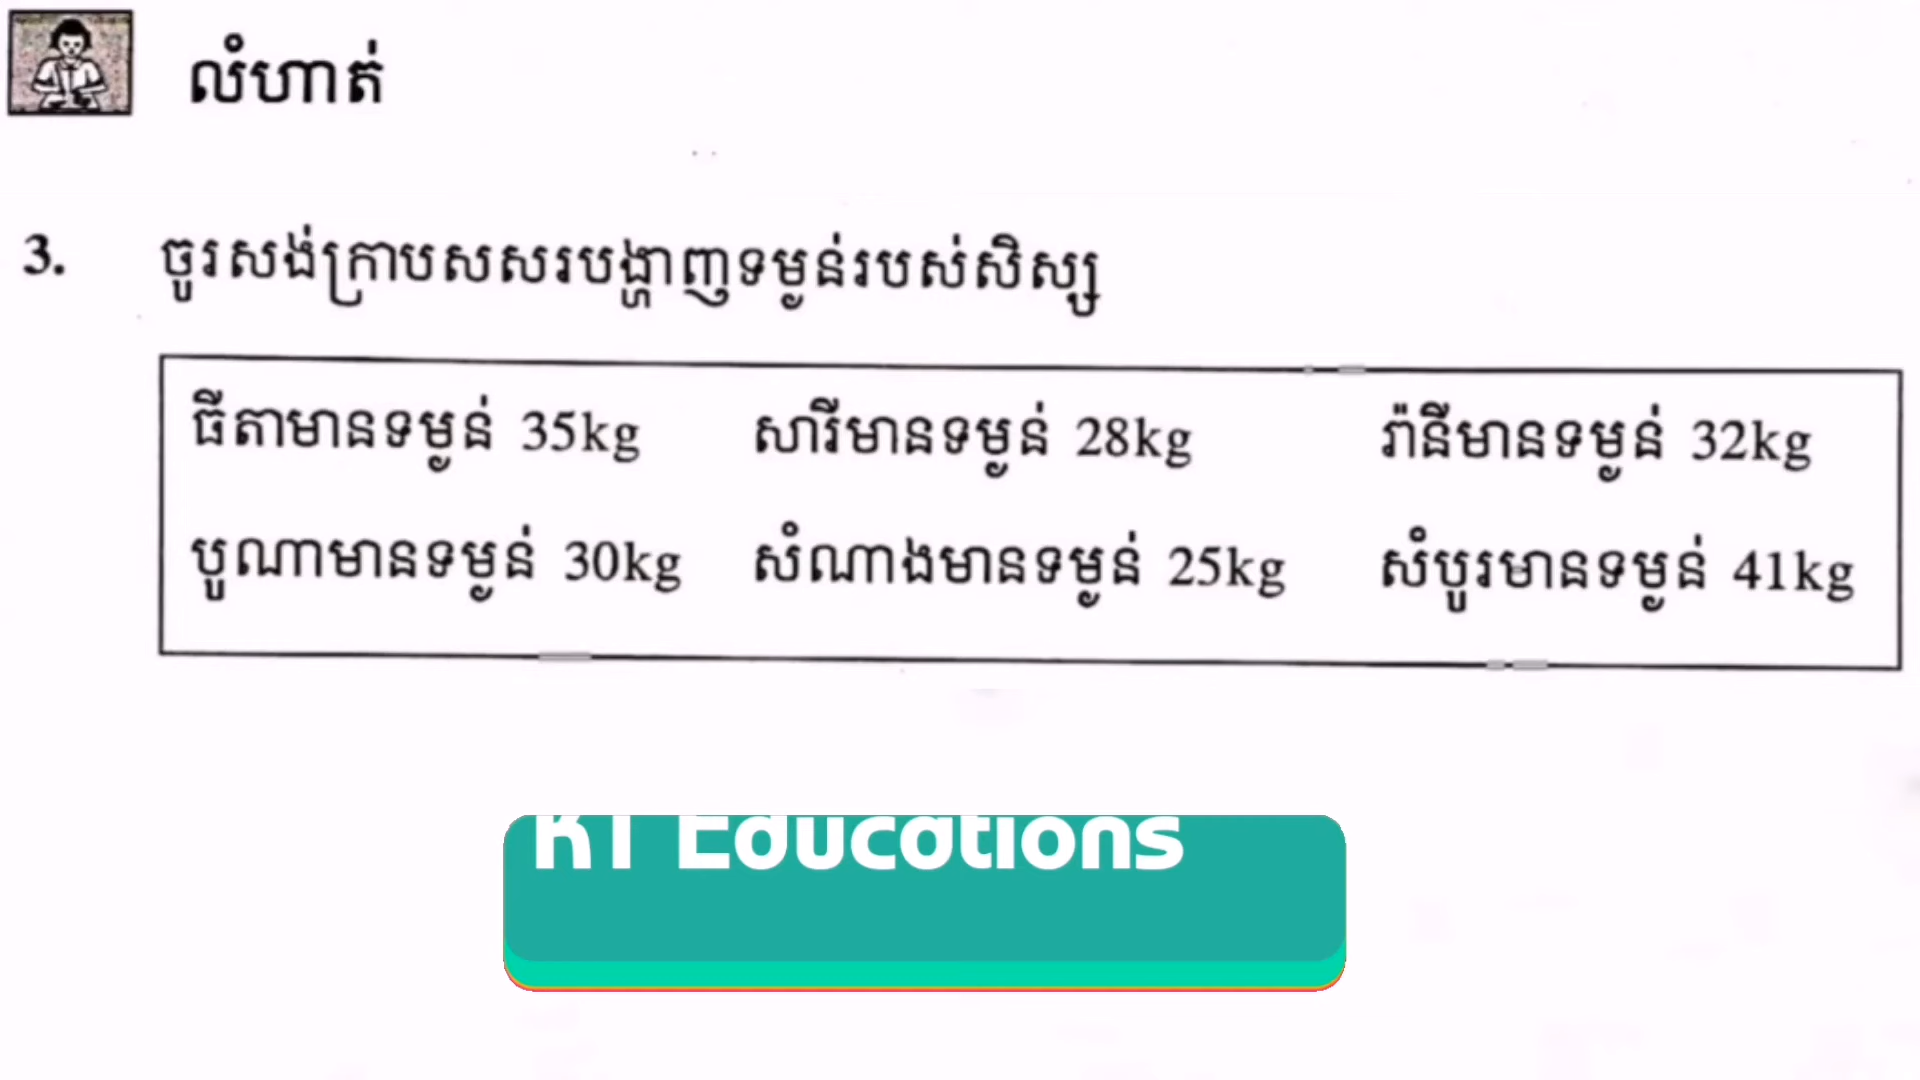 លំហាត់
3. ចូរសង់ក្រាបសសរបង្ហាញទម្ងន់របស់សិស្ស
ធីតាមានទម្ងន់ 35kg សារីមានទម្ងន់ 28kg រ៉ានីមានទម្ងន់ 32kg
បូណាមានទម្ងន់ 30kg សំណាងមានទម្ងន់ 25kg សំបូរមានទម្ងន់ 41kg
KT Educations